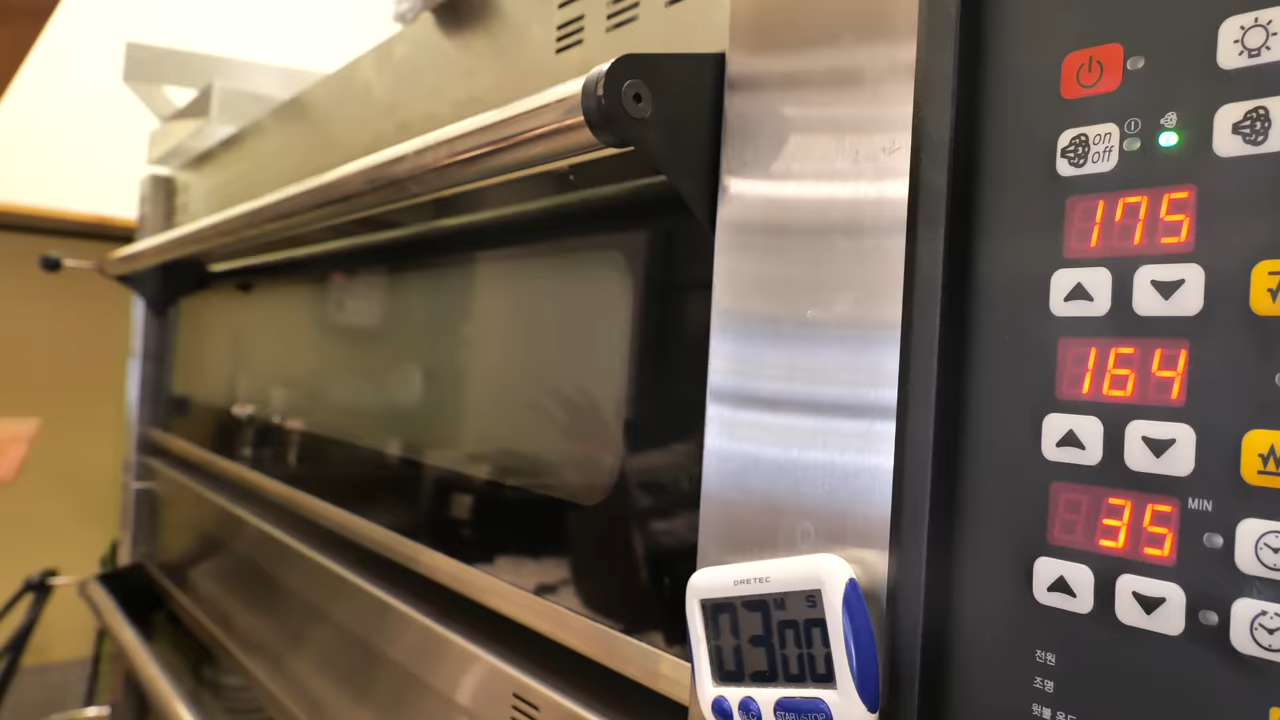 on
off
175
164
35
MIN
DRETEC
M S
03 00
START•STOP
전원
조명